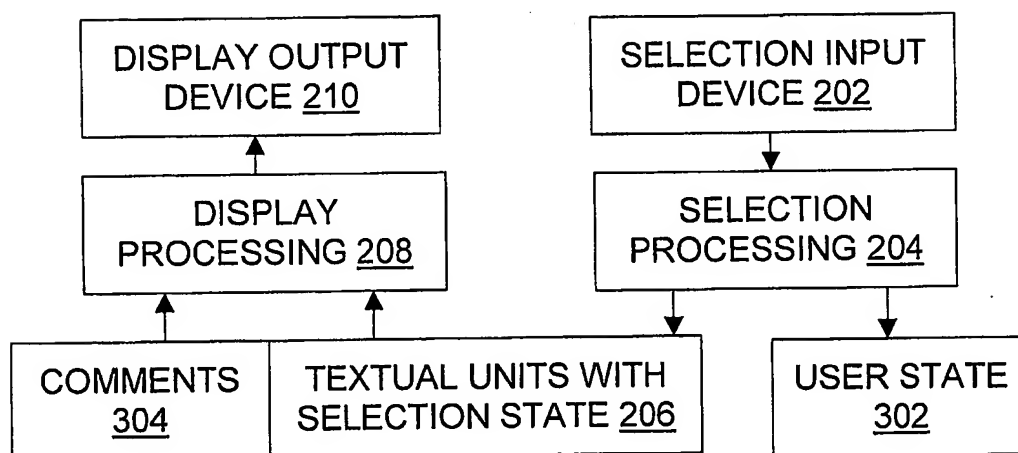 DISPLAY OUTPUT
DEVICE 210
SELECTION INPUT
DEVICE 202
DISPLAY
PROCESSING 208
SELECTION
PROCESSING 204
COMMENTS
304
TEXTUAL UNITS WITH
SELECTION STATE 206
USER STATE
302